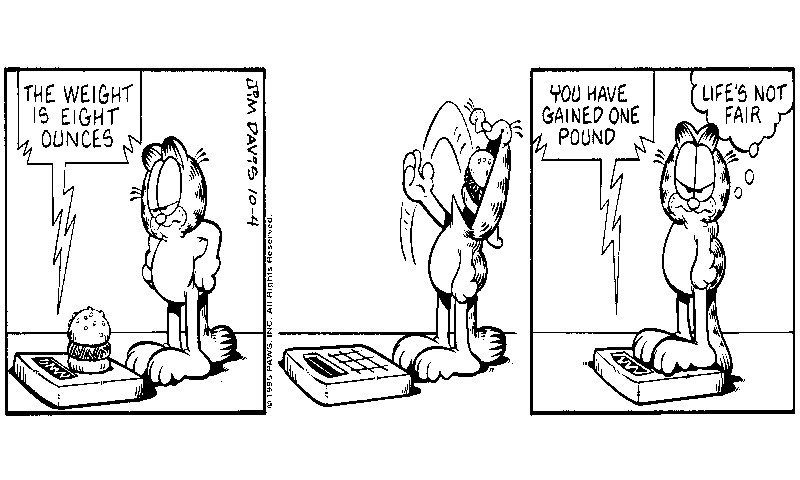 THE WEIGHT
IS EIGHT
OUNCES
JIM DAVIS 10-4
© 1995 PAWS, INC. All Rights Reserved.
YOU HAVE
GAINED ONE
POUND
LIFE'S NOT
FAIR